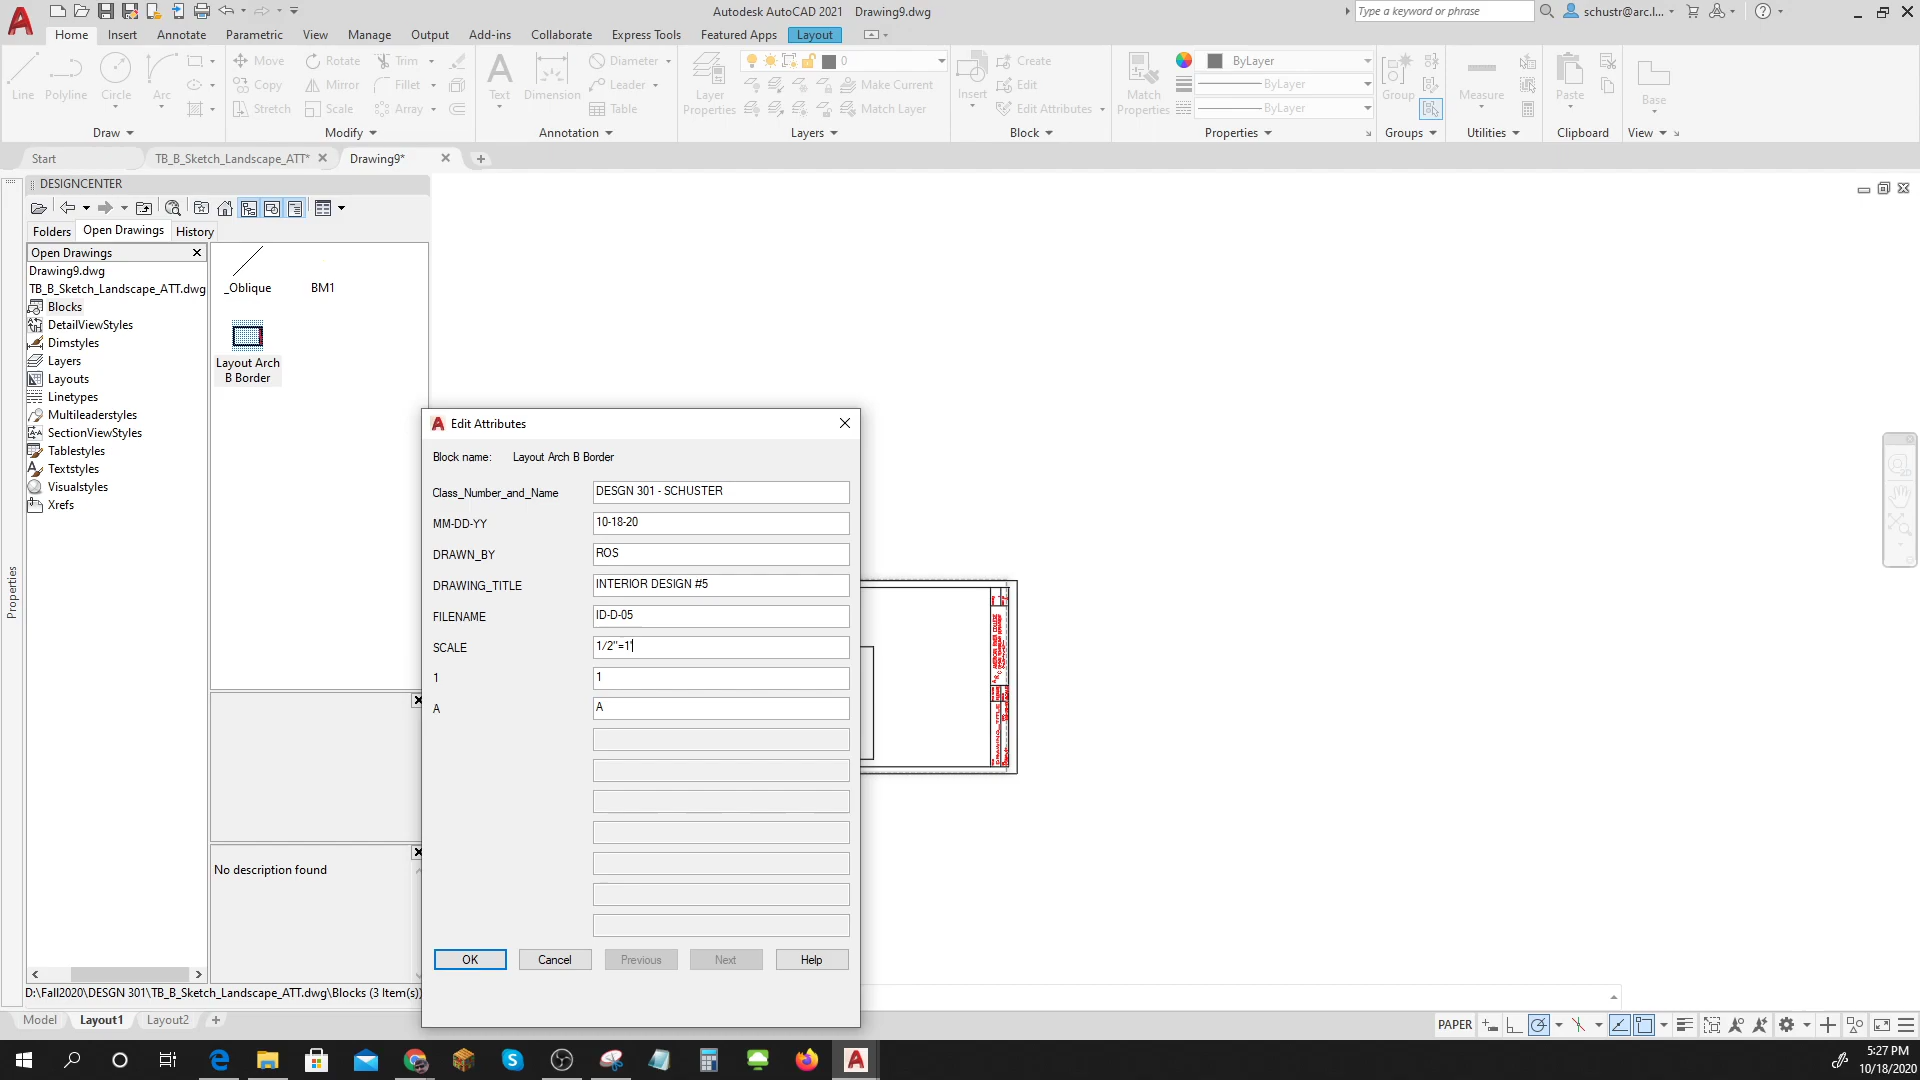 Autodesk AutoCAD 2021 Drawing9.dwg
Type a keyword or phrase
schustr@arc.l...
Home Insert Annotate Parametric View Manage Output Add-ins Collaborate Express Tools Featured Apps Layout
Line Polyline Circle Arc
Move Rotate Trim
Copy Mirror Fillet
Stretch Scale Array
Text Dimension
Diameter
Leader
Table
Layer Properties
0
Make Current
Match Layer
Insert
Create
Edit
Edit Attributes
Match Properties
ByLayer
ByLayer
ByLayer
Group Measure Paste Base
Draw Modify Annotation Layers Block Properties Groups Utilities Clipboard View
Start TB_B_Sketch_Landscape_ATT* Drawing9*
DESIGNCENTER
Folders Open Drawings History
Open Drawings
Drawing9.dwg
TB_B_Sketch_Landscape_ATT.dwg
Blocks
DetailViewStyles
Dimstyles
Layers
Layouts
Linetypes
Multileaderstyles
SectionViewStyles
Tablestyles
Textstyles
Visualstyles
Xrefs
_Oblique BM1
Layout Arch
B Border
No description found
Properties
Edit Attributes
Block name: Layout Arch B Border
Class_Number_and_Name DESGN 301 - SCHUSTER
MM-DD-YY 10-18-20
DRAWN_BY ROS
DRAWING_TITLE INTERIOR DESIGN #5
FILENAME ID-D-05
SCALE 1/2"=1'
1 1
A A
OK Cancel Previous Next Help
DRAWING_TITLE
D:\Fall2020\DESGN 301\TB_B_Sketch_Landscape_ATT.dwg\Blocks (3 Item(s))
Model Layout1 Layout2
PAPER
5:27 PM
10/18/2020